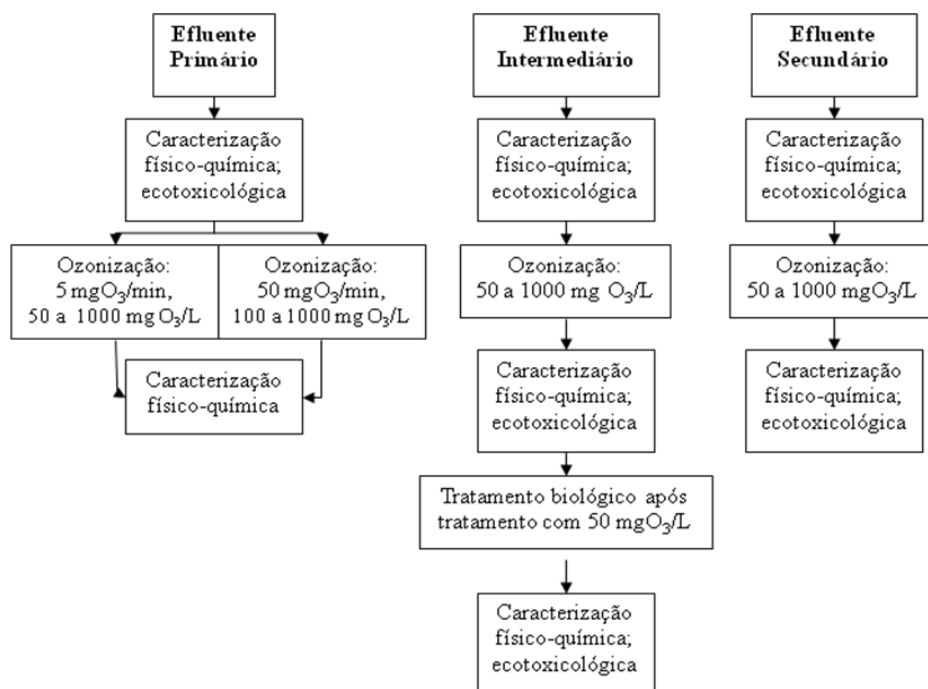 Efluente
Primário
Caracterização
físico-química;
ecotoxicológica
Ozonização:
5 mgO3/min,
50 a 1000 mg O3/L
Ozonização:
50 mgO3/min,
100 a 1000 mg O3/L
Caracterização
físico-química
Efluente
Intermediário
Caracterização
físico-química;
ecotoxicológica
Ozonização:
50 a 1000 mg O3/L
Caracterização
físico-química;
ecotoxicológica
Tratamento biológico após
tratamento com 50 mgO3/L
Caracterização
físico-química;
ecotoxicológica
Efluente
Secundário
Caracterização
físico-química;
ecotoxicológica
Ozonização:
50 a 1000 mgO3/L
Caracterização
físico-química;
ecotoxicológica